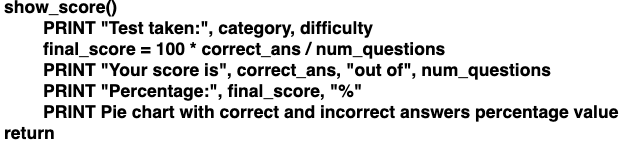 show_score()
PRINT "Test taken:", category, difficulty
final_score = 100 * correct_ans / num_questions
PRINT "Your score is", correct_ans, "out of", num_questions
PRINT "Percentage:", final_score, "%"
PRINT Pie chart with correct and incorrect answers percentage value
return